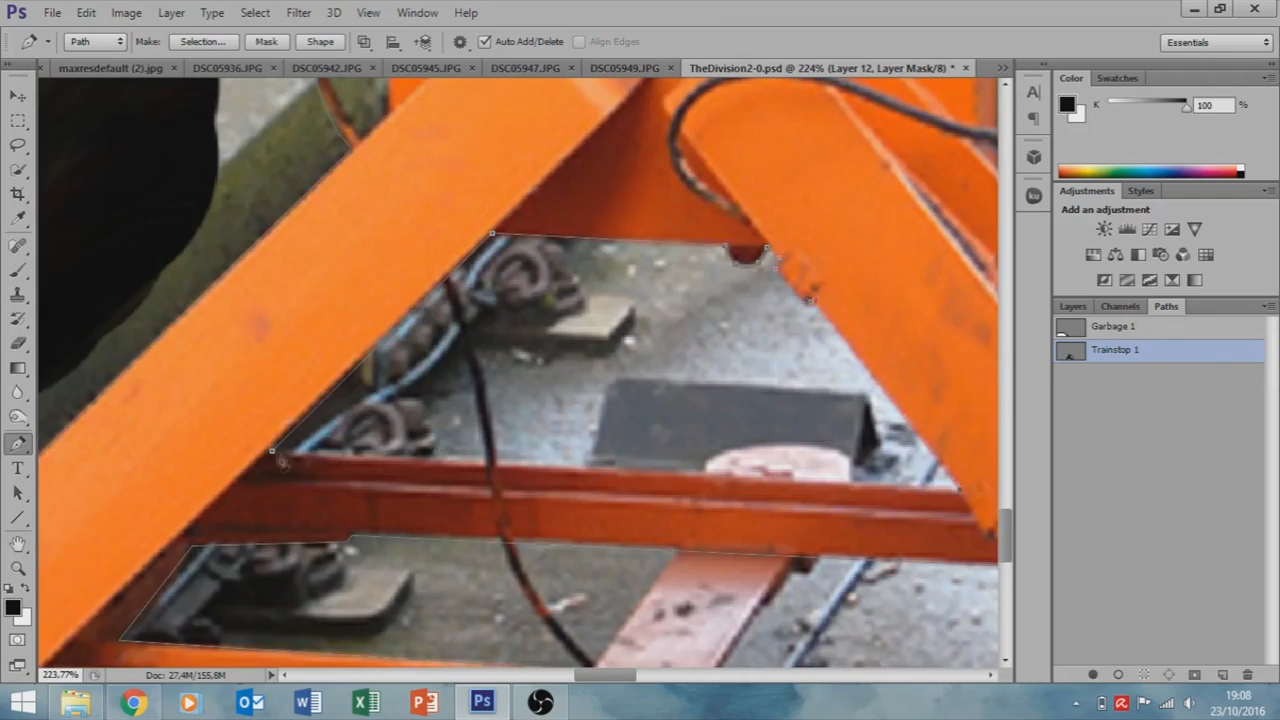 Ps File Edit Image Layer Type Select Filter 3D View Window Help
Path Make: Selection... Mask Shape Auto Add/Delete Align Edges Essentials
maxresdefault (2).jpg × DSC05936.JPG × DSC05942.JPG × DSC05945.JPG × DSC05947.JPG × DSC05949.JPG × TheDivision2-0.psd @ 224% (Layer 12, Layer Mask/8) * ×
Color Swatches
K 100 %
Adjustments Styles
Add an adjustment
Layers Channels Paths
Garbage 1
Trainstop 1
ku
223,77% Doc: 27,4M/155,8M
19:08
23/10/2016